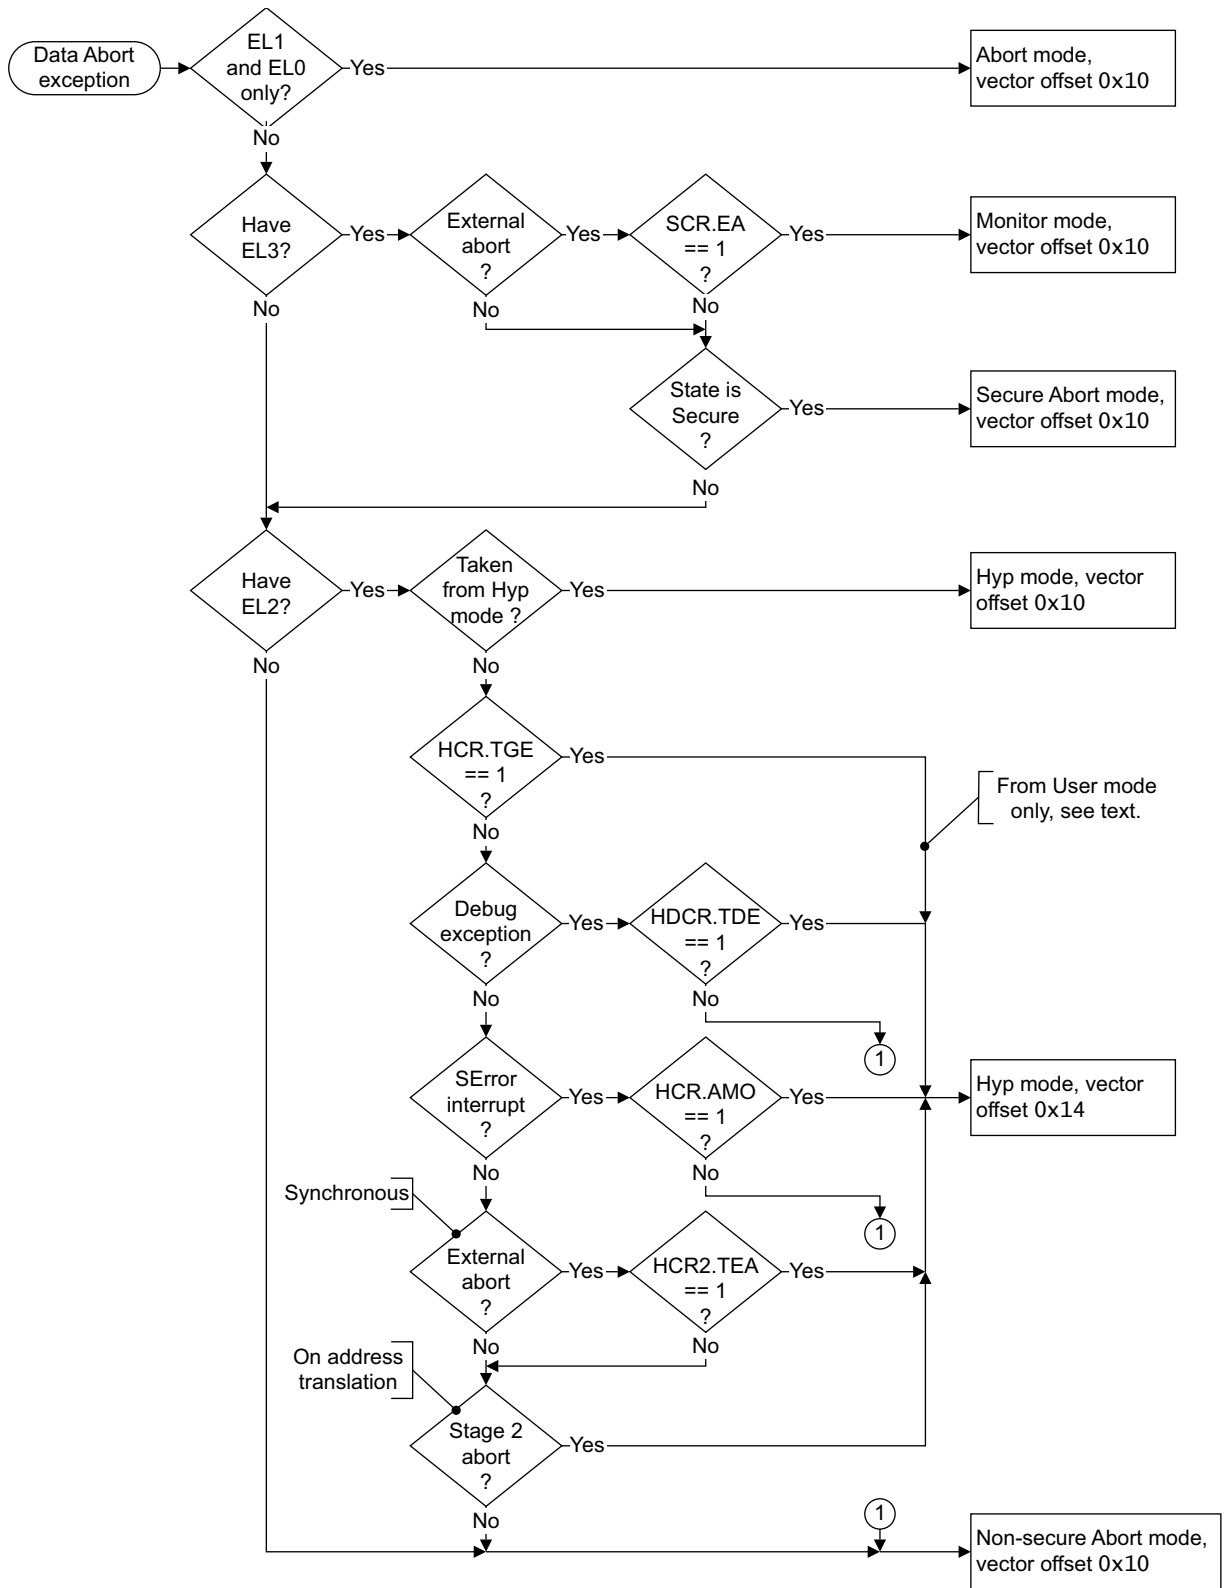 Data Abort
exception
EL1
and EL0
only?
Yes
Abort mode,
vector offset 0x10
No
Have
EL3?
Yes
External
abort
?
Yes
SCR.EA
== 1
?
Yes
Monitor mode,
vector offset 0x10
No
No
No
State is
Secure
?
Yes
Secure Abort mode,
vector offset 0x10
No
Have
EL2?
Yes
Taken
from Hyp
mode ?
Yes
Hyp mode, vector
offset 0x10
No
No
HCR.TGE
== 1
?
Yes
From User mode
only, see text.
No
Debug
exception
?
Yes
HDCR.TDE
== 1
?
Yes
No
No
1
SError
interrupt
?
Yes
HCR.AMO
== 1
?
Yes
Hyp mode, vector
offset 0x14
No
No
Synchronous
1
External
abort
?
Yes
HCR2.TEA
== 1
?
Yes
No
No
On address
translation
Stage 2
abort
?
Yes
No
1
Non-secure Abort mode,
vector offset 0x10